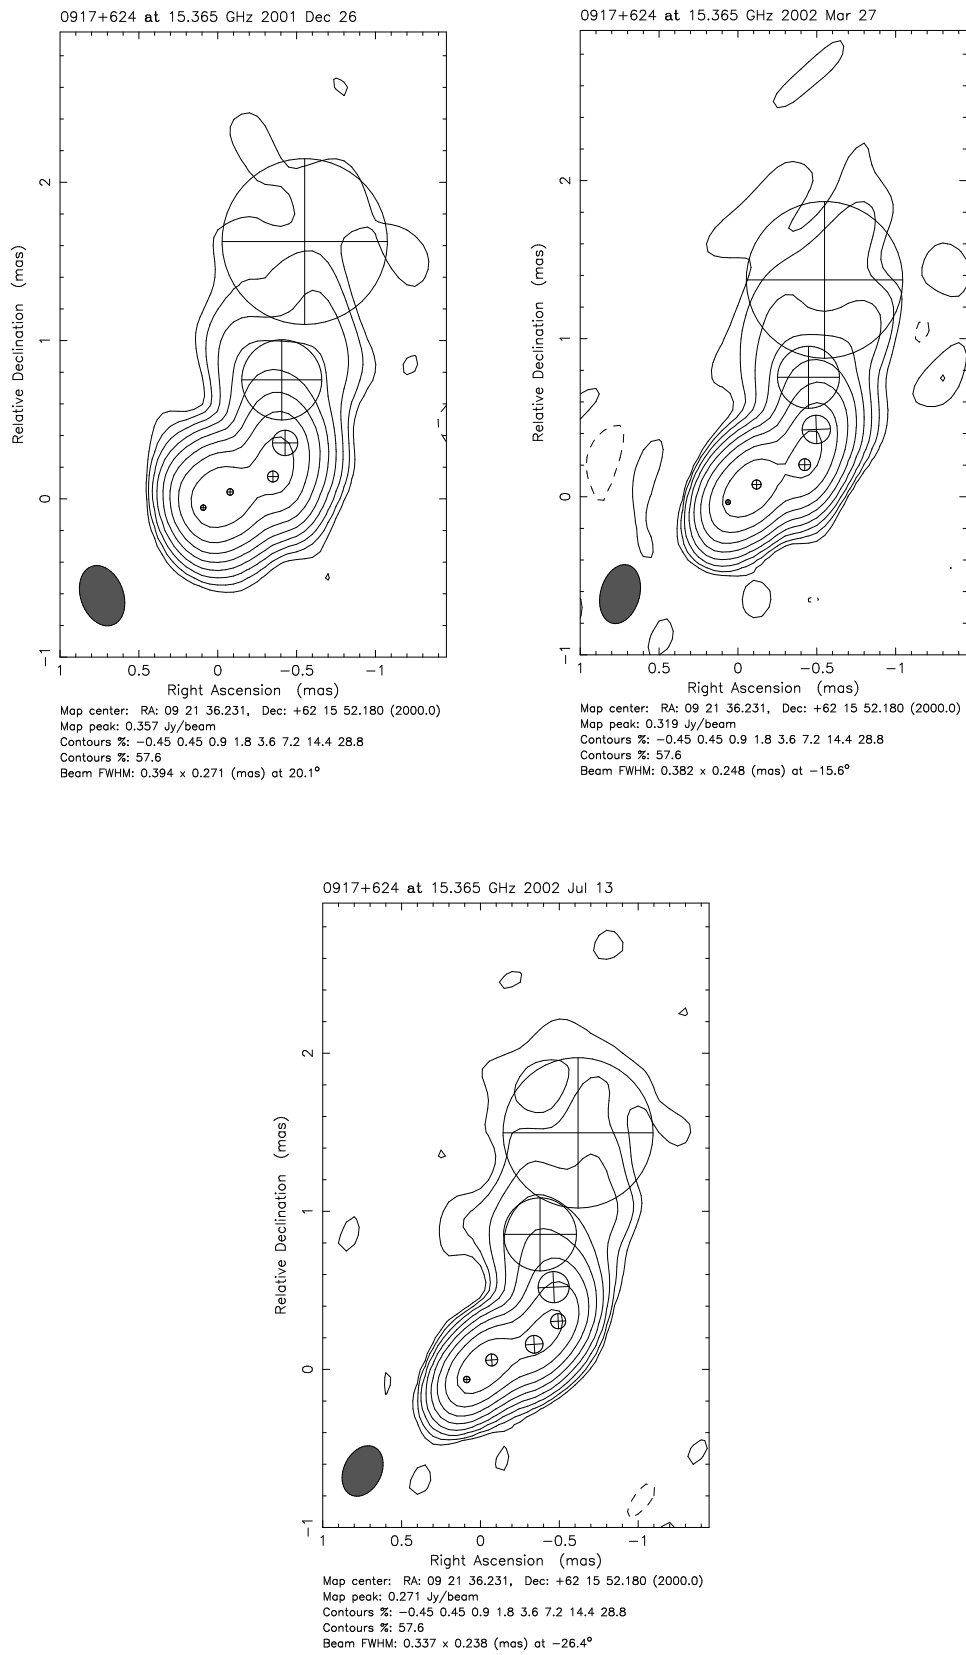 0917+624 at 15.365 GHz 2001 Dec 26
Relative Declination (mas)
2
1
0
−1
1 0.5 0 −0.5 −1
Right Ascension (mas)
Map center: RA: 09 21 36.231, Dec: +62 15 52.180 (2000.0)
Map peak: 0.357 Jy/beam
Contours %: −0.45 0.45 0.9 1.8 3.6 7.2 14.4 28.8
Contours %: 57.6
Beam FWHM: 0.394 x 0.271 (mas) at 20.1°
0917+624 at 15.365 GHz 2002 Mar 27
Relative Declination (mas)
2
1
0
−1
1 0.5 0 −0.5 −1
Right Ascension (mas)
Map center: RA: 09 21 36.231, Dec: +62 15 52.180 (2000.0)
Map peak: 0.319 Jy/beam
Contours %: −0.45 0.45 0.9 1.8 3.6 7.2 14.4 28.8
Contours %: 57.6
Beam FWHM: 0.382 x 0.248 (mas) at −15.6°
0917+624 at 15.365 GHz 2002 Jul 13
Relative Declination (mas)
2
1
0
−1
1 0.5 0 −0.5 −1
Right Ascension (mas)
Map center: RA: 09 21 36.231, Dec: +62 15 52.180 (2000.0)
Map peak: 0.271 Jy/beam
Contours %: −0.45 0.45 0.9 1.8 3.6 7.2 14.4 28.8
Contours %: 57.6
Beam FWHM: 0.337 x 0.238 (mas) at −26.4°